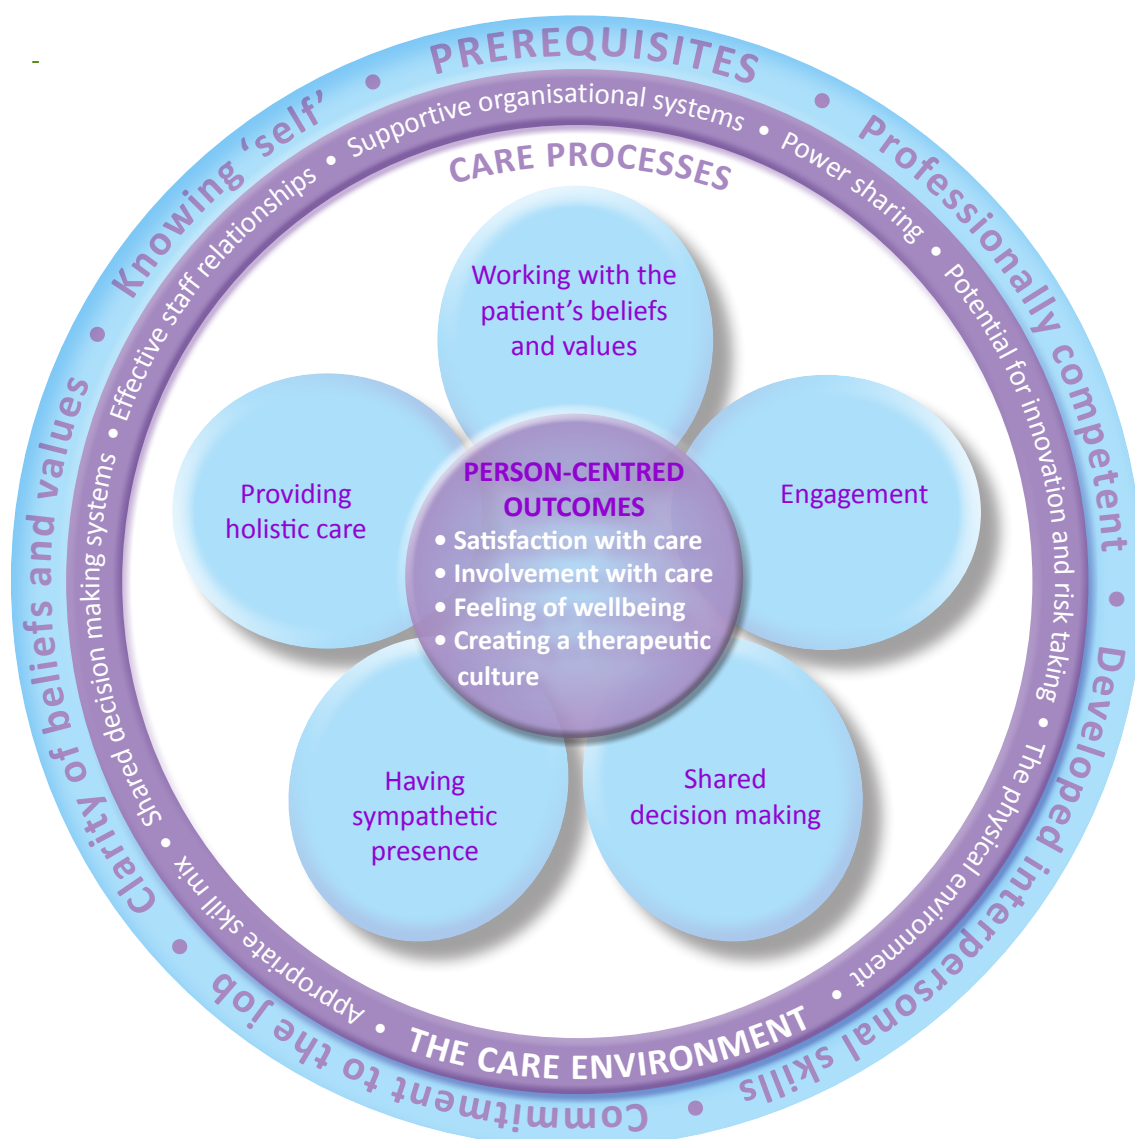 PREREQUISITES • Professionally competent • Developed interpersonal skills • Commitment to the job • Clarity of beliefs and values • Knowing ‘self’ •
Supportive organisational systems • Power sharing • Potential for innovation and risk taking • The physical environment •
THE CARE ENVIRONMENT
• Appropriate skill mix • Shared decision making systems • Effective staff relationships •
CARE PROCESSES
Working with the
patient’s beliefs
and values
Providing
holistic care
Engagement
PERSON-CENTRED
OUTCOMES
• Satisfaction with care
• Involvement with care
• Feeling of wellbeing
• Creating a therapeutic
culture
Having
sympathetic
presence
Shared
decision making